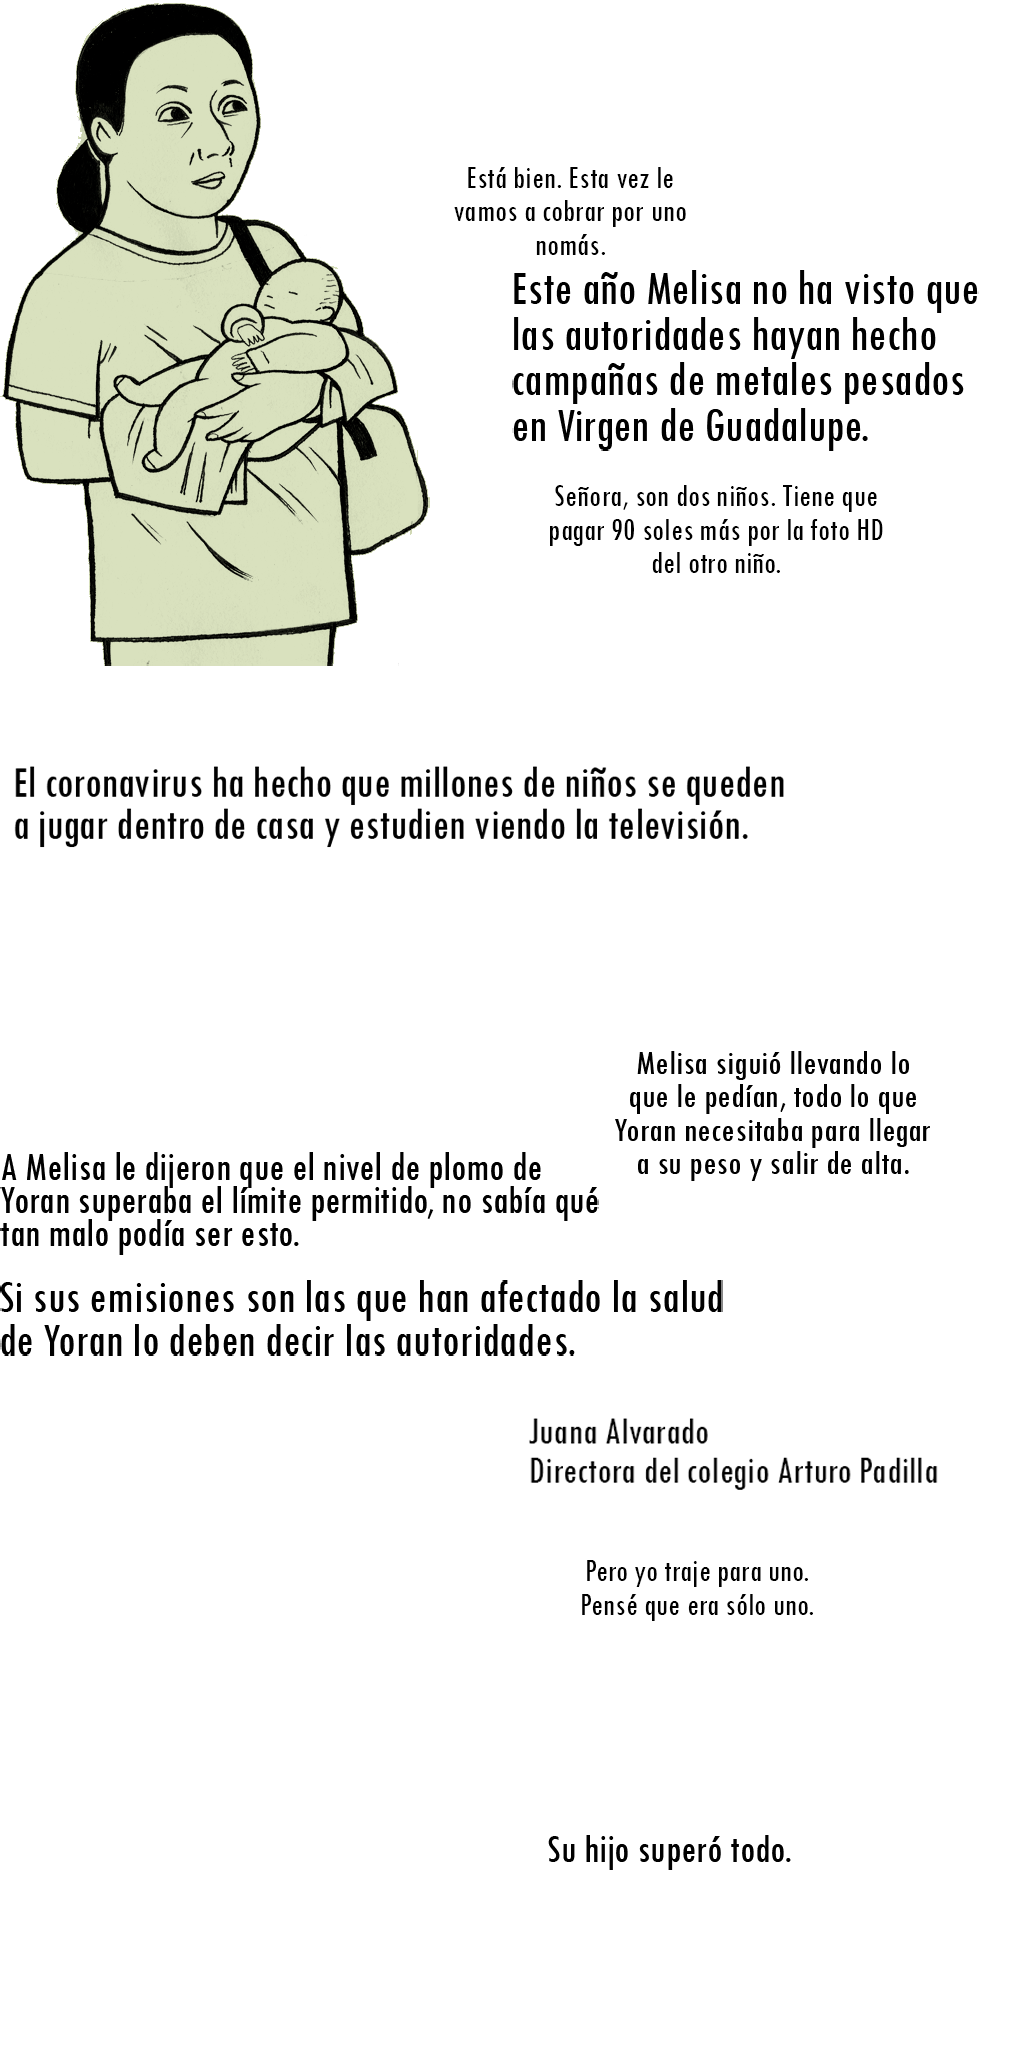 Está bien. Esta vez le
vamos a cobrar por uno
nomás.
Este año Melisa no ha visto que
las autoridades hayan hecho
campañas de metales pesados
en Virgen de Guadalupe.
Señora, son dos niños. Tiene que
pagar 90 soles más por la foto HD
del otro niño.
El coronavirus ha hecho que millones de niños se queden
a jugar dentro de casa y estudien viendo la televisión.
Melisa siguió llevando lo
que le pedían, todo lo que
Yoran necesitaba para llegar
a su peso y salir de alta.
A Melisa le dijeron que el nivel de plomo de
Yoran superaba el límite permitido, no sabía qué
tan malo podía ser esto.
Si sus emisiones son las que han afectado la salud
de Yoran lo deben decir las autoridades.
Juana Alvarado
Directora del colegio Arturo Padilla
Pero yo traje para uno.
Pensé que era sólo uno.
Su hijo superó todo.